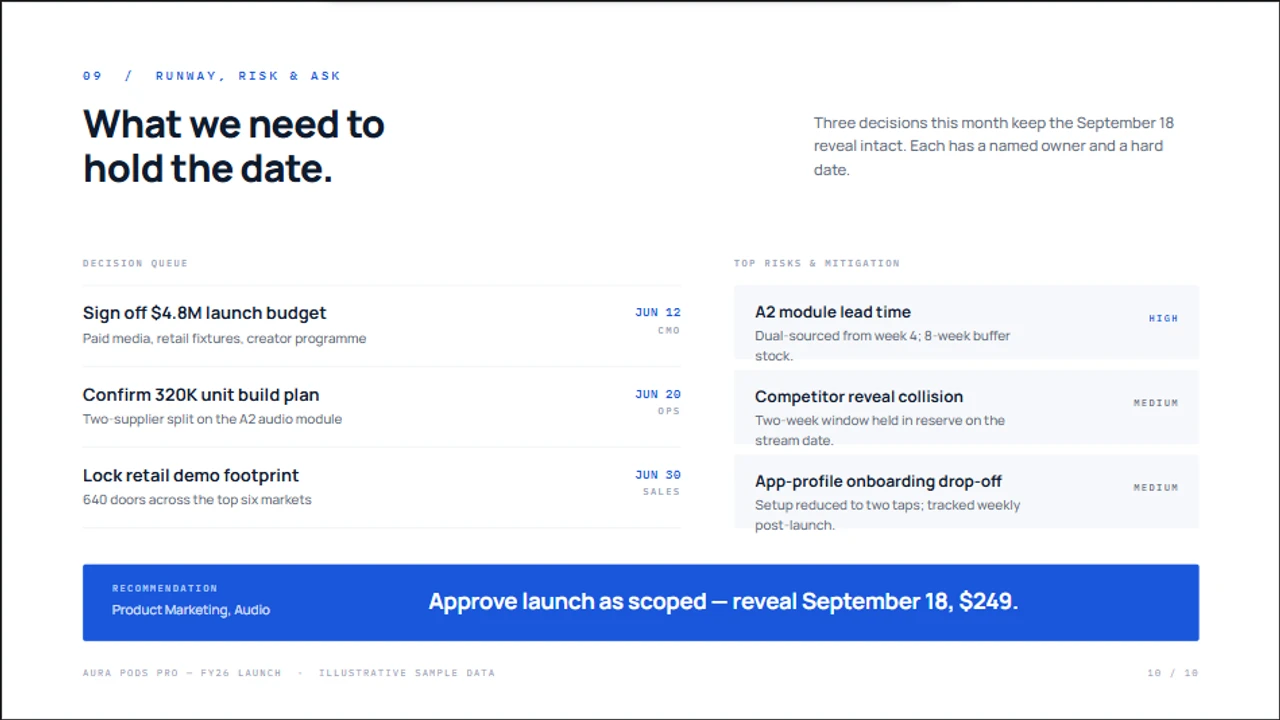 09 / RUNWAY, RISK & ASK
What we need to
hold the date.
Three decisions this month keep the September 18
reveal intact. Each has a named owner and a hard
date.
DECISION QUEUE
Sign off $4.8M launch budget
JUN 12
Paid media, retail fixtures, creator programme
CMO
Confirm 320K unit build plan
JUN 20
Two-supplier split on the A2 audio module
OPS
Lock retail demo footprint
JUN 30
640 doors across the top six markets
SALES
TOP RISKS & MITIGATION
A2 module lead time
HIGH
Dual-sourced from week 4; 8-week buffer
stock.
Competitor reveal collision
MEDIUM
Two-week window held in reserve on the
stream date.
App-profile onboarding drop-off
MEDIUM
Setup reduced to two taps; tracked weekly
post-launch.
RECOMMENDATION
Product Marketing, Audio
Approve launch as scoped — reveal September 18, $249.
AURA PODS PRO — FY26 LAUNCH · ILLUSTRATIVE SAMPLE DATA
10 / 10